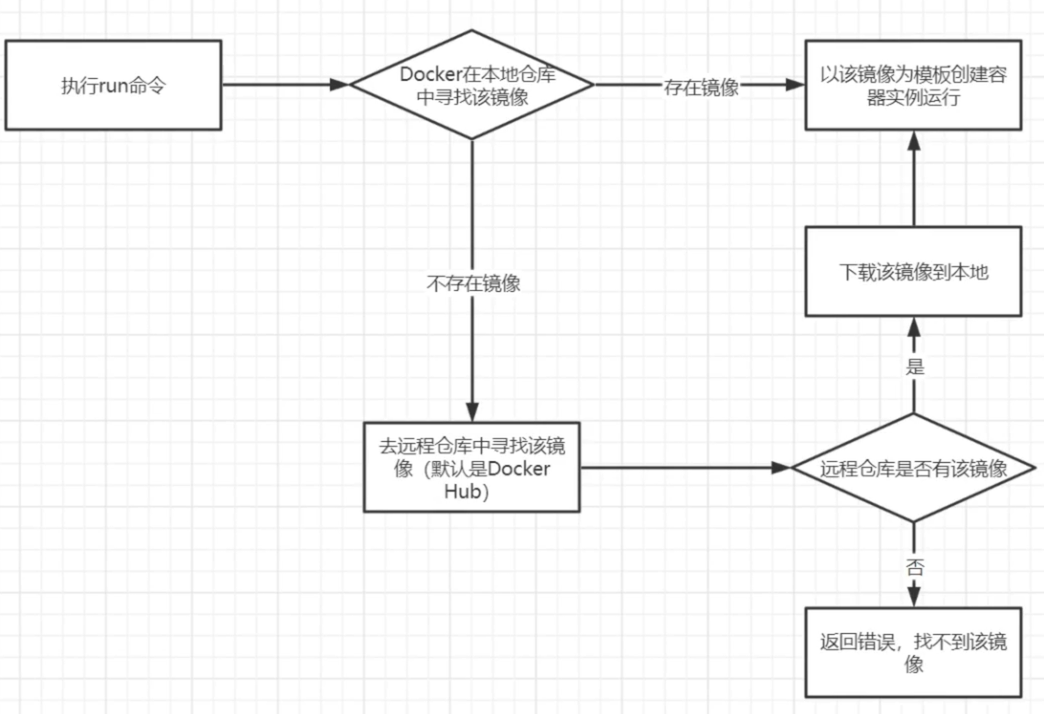 执行run命令
Docker在本地仓库
中寻找该镜像
存在镜像
以该镜像为模板创建容
器实例运行
不存在镜像
下载该镜像到本地
是
去远程仓库中寻找该镜
像（默认是Docker
Hub）
远程仓库是否有该镜像
否
返回错误，找不到该镜
像